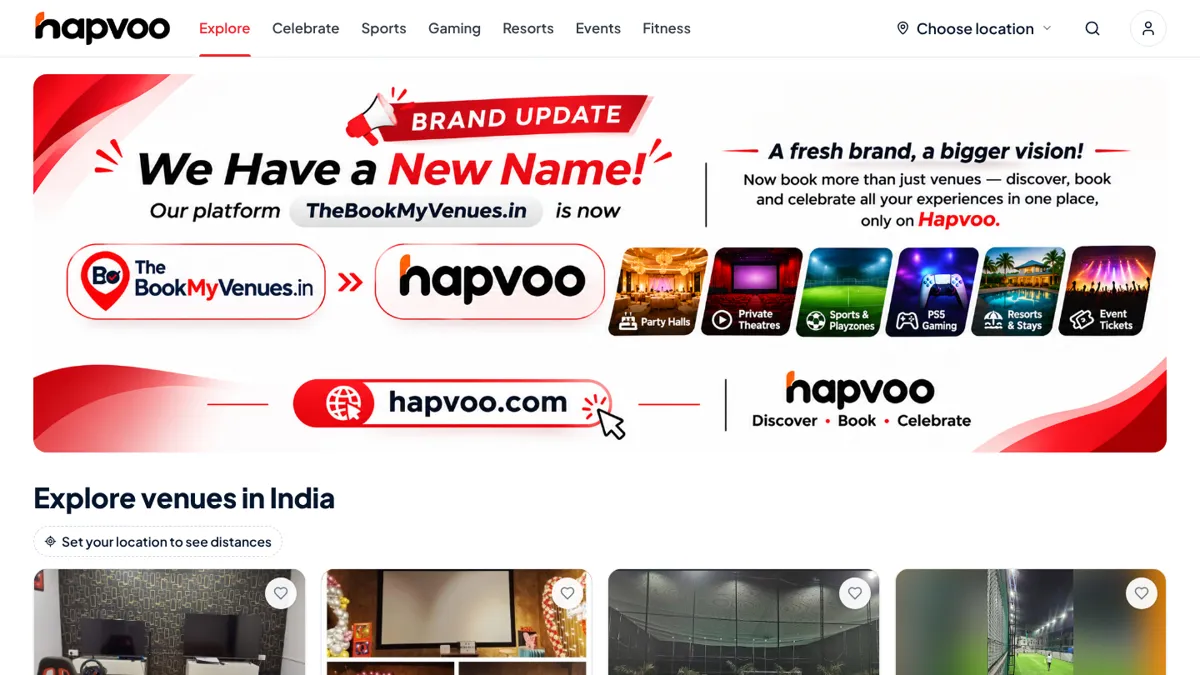 hapvoo
Explore
Celebrate
Sports
Gaming
Resorts
Events
Fitness
Choose location
BRAND UPDATE
We Have a New Name!
Our platform TheBookMyVenues.in is now
Bo The
BookMyVenues.in
hapvoo
A fresh brand, a bigger vision!
Now book more than just venues — discover, book
and celebrate all your experiences in one place,
only on Hapvoo.
Party Halls
Private
Theatres
Sports &
Playzones
PS5
Gaming
Resorts
& Stays
Event
Tickets
hapvoo.com
hapvoo
Discover • Book • Celebrate
Explore venues in India
Set your location to see distances